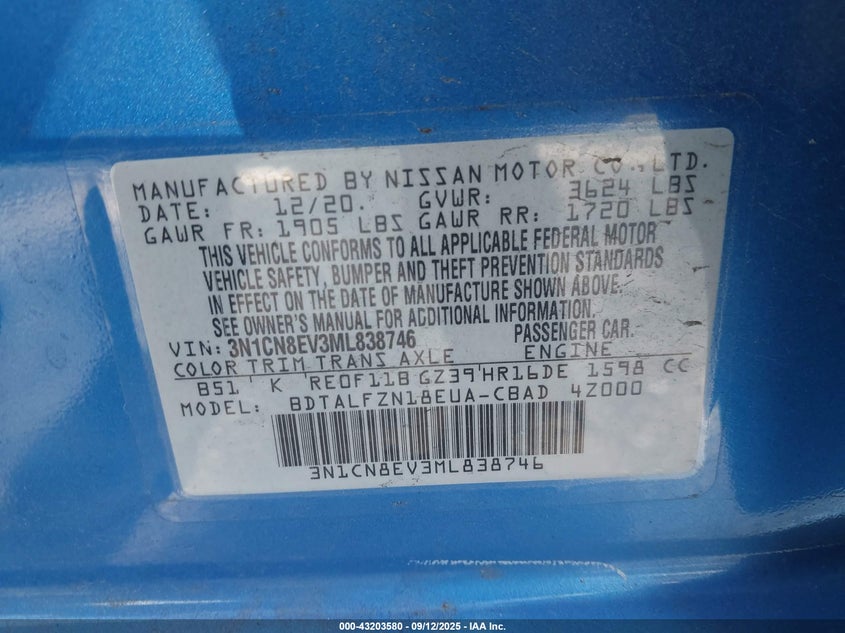 MANUFACTURED BY NISSAN MOTOR CO.,LTD.
DATE: 12/20. GVWR: 3624 LBS
GAWR FR: 1905 LBS GAWR RR: 1720 LBS
THIS VEHICLE CONFORMS TO ALL APPLICABLE FEDERAL MOTOR
VEHICLE SAFETY, BUMPER AND THEFT PREVENTION STANDARDS
IN EFFECT ON THE DATE OF MANUFACTURE SHOWN ABOVE.
SEE OWNER'S MANUAL FOR ADDITIONAL INFORMATION.
VIN: 3N1CN8EV3ML838746 PASSENGER CAR.
COLOR TRIM TRANS AXLE ENGINE
B51 K RE0F11B GZ39 HR16DE 1598 CC
MODEL: BDTALFZN18EUA-CBAD 4Z000
3N1CN8EV3ML838746
000-43203580 - 09/12/2025 - IAA